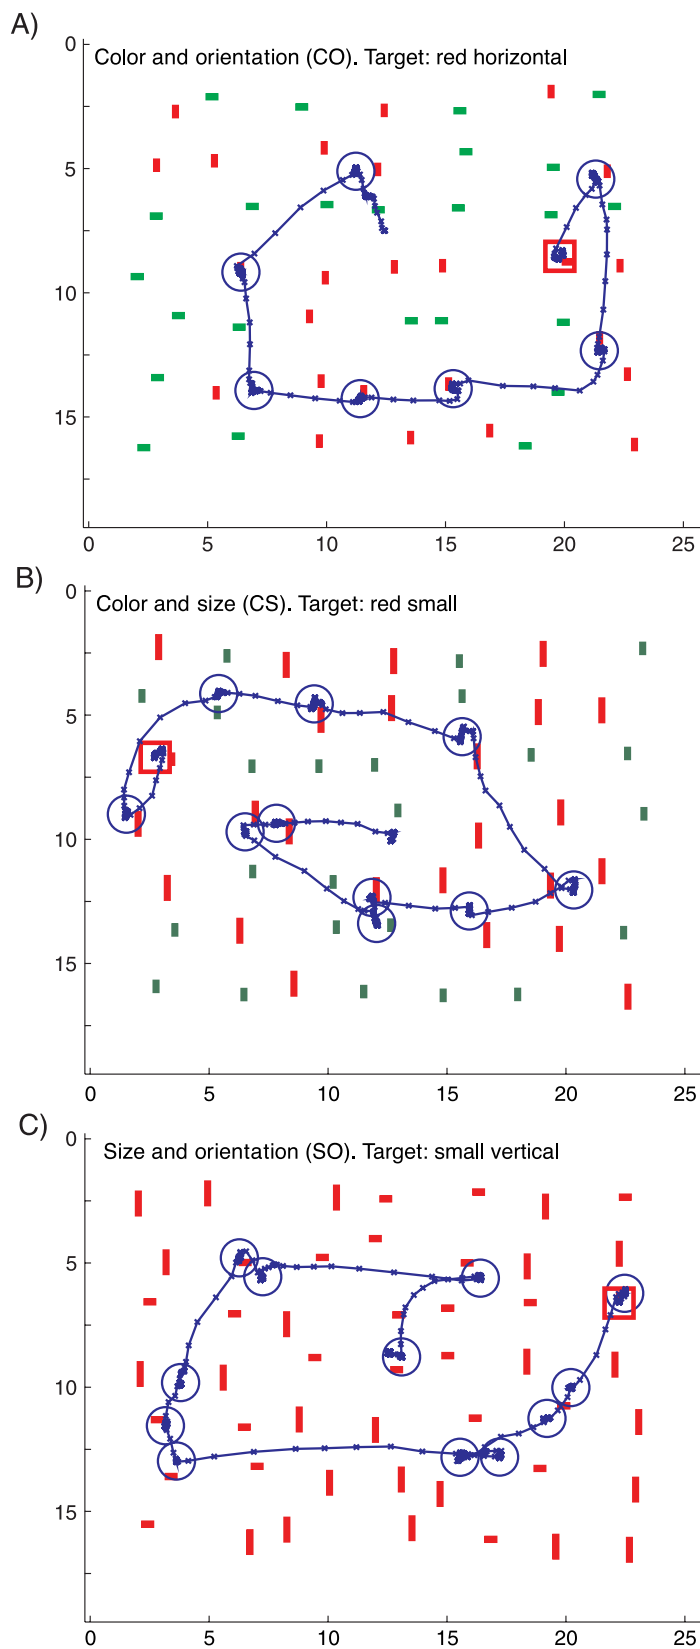 A)
Color and orientation (CO). Target: red horizontal
0
5
10
15
0 5 10 15 20 25
B)
Color and size (CS). Target: red small
0
5
10
15
0 5 10 15 20 25
C)
Size and orientation (SO). Target: small vertical
0
5
10
15
0 5 10 15 20 25